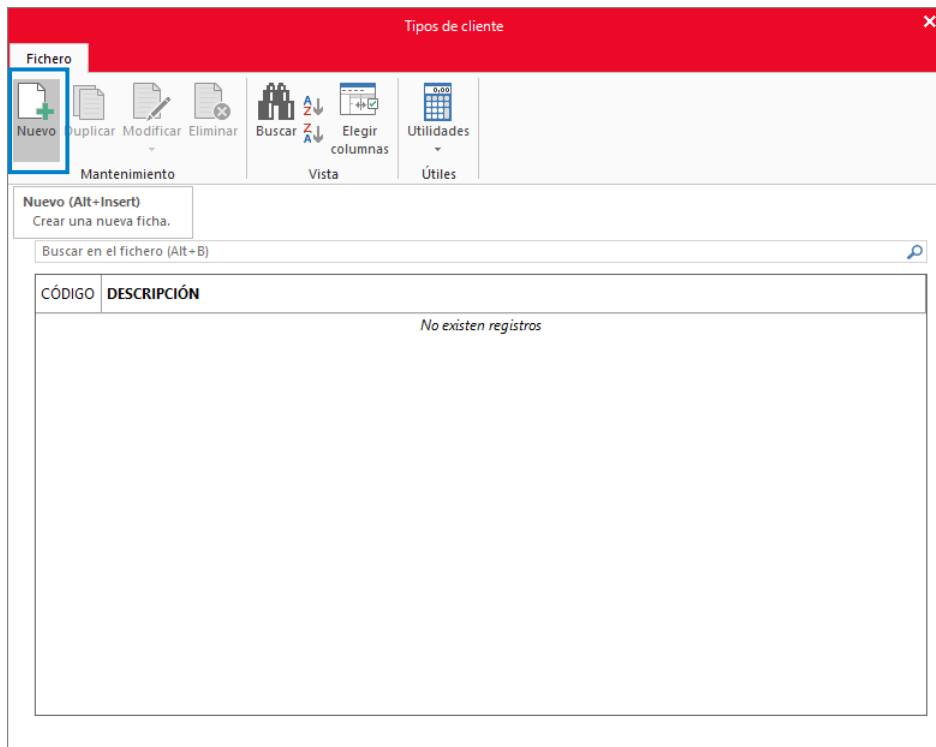 Tipos de cliente
Fichero
Nuevo Duplicar Modificar Eliminar Buscar Elegir columnas Utilidades
Mantenimiento Vista Útiles
Nuevo (Alt+Insert)
Crear una nueva ficha.
Buscar en el fichero (Alt+B)
CÓDIGO DESCRIPCIÓN
No existen registros